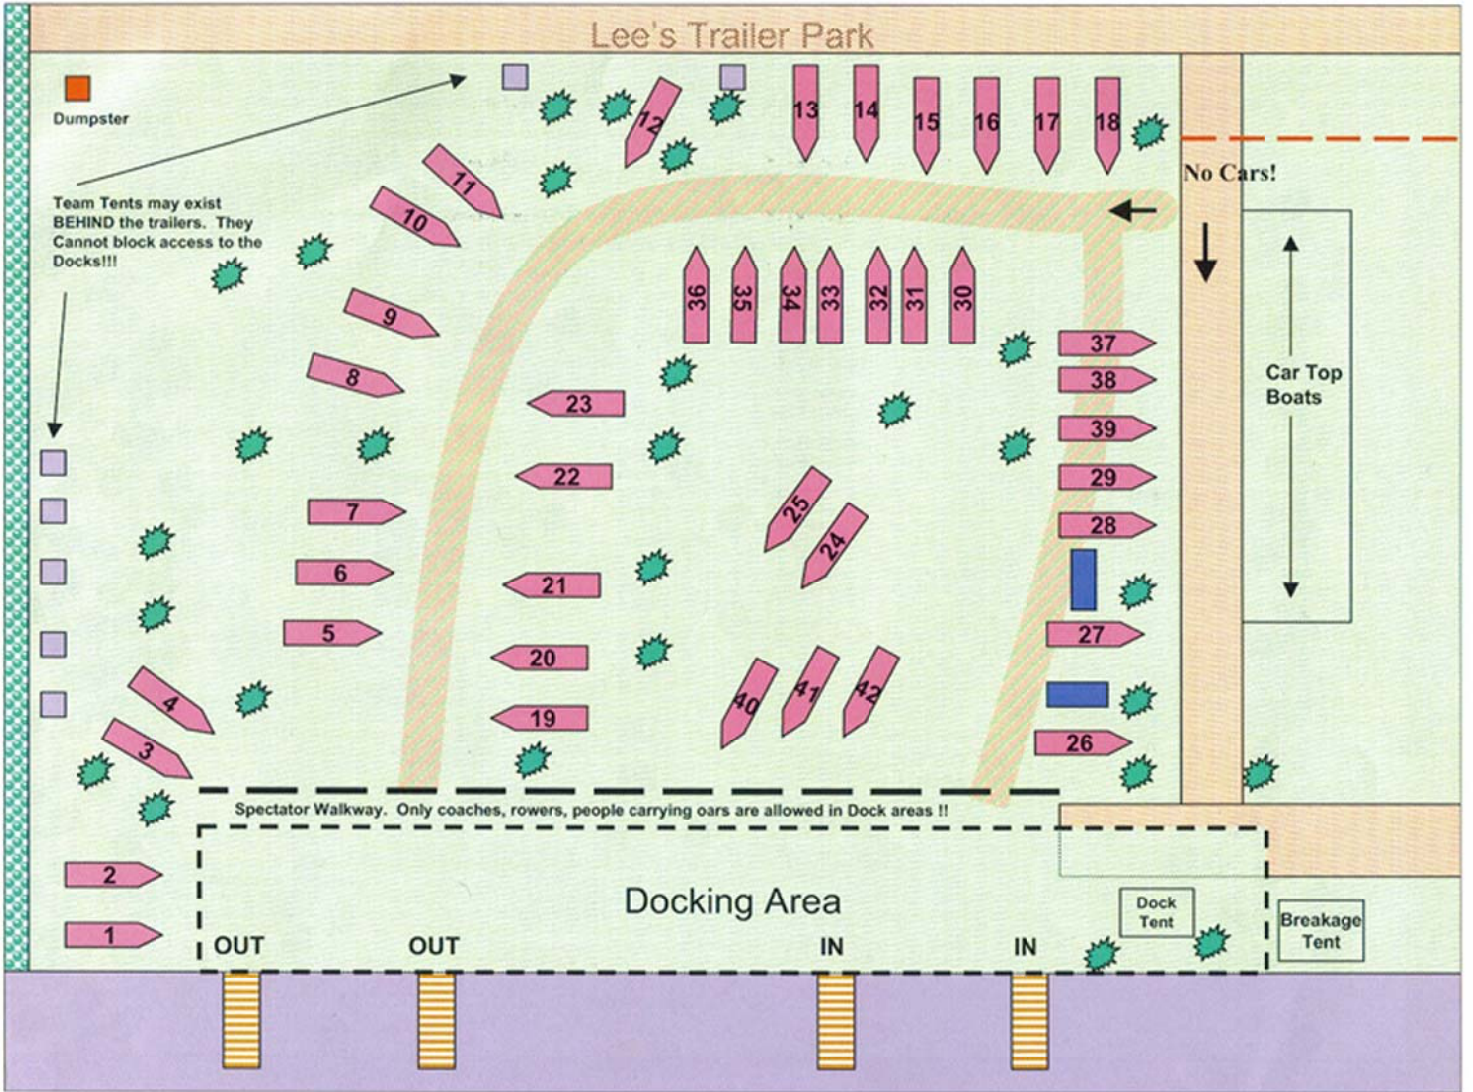 Lee's Trailer Park
Dumpster
No Cars!
Team Tents may exist
BEHIND the trailers. They
Cannot block access to the
Docks!!!
12
13
14
15
16
17
18
11
10
9
8
36
35
34
33
32
31
30
37
38
39
29
28
27
26
Car Top
Boats
23
22
21
20
19
25
24
7
6
5
4
3
40
41
42
Spectator Walkway. Only coaches, rowers, people carrying oars are allowed in Dock areas !!
2
1
Docking Area
Dock
Tent
Breakage
Tent
OUT
OUT
IN
IN